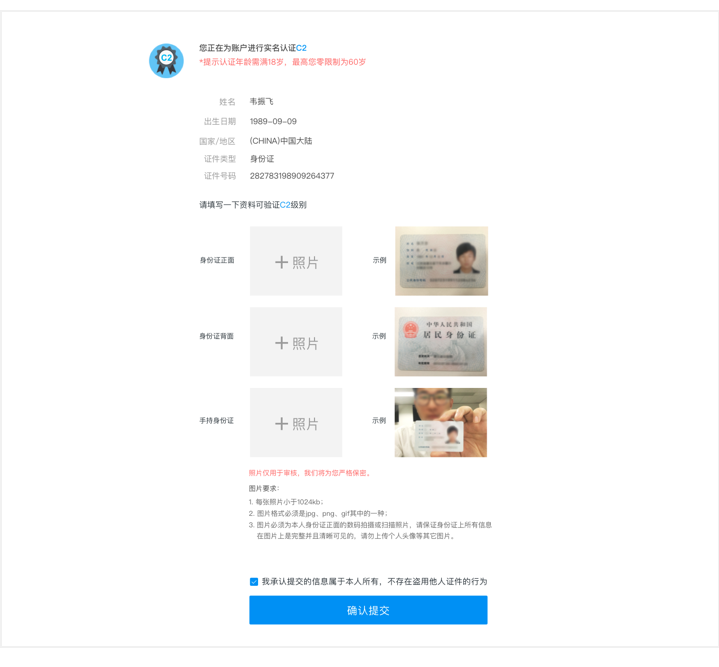 您正在为账户进行实名认证C2
C2
*提示认证年龄需满18岁，最高您零限制为60岁
姓名 韦振飞
出生日期 1989-09-09
国家/地区 (CHINA)中国大陆
证件类型 身份证
证件号码 282783198909264377
请填写一下资料可验证C2级别
身份证正面 +照片 示例
身份证背面 +照片 示例
中华人民共和国
居民身份证
手持身份证 +照片 示例
照片仅用于审核，我们将为您严格保密。
图片要求：
1. 每张照片小于1024kb；
2. 图片格式必须是jpg、png、gif其中的一种；
3. 图片必须为本人身份证正面的数码拍摄或扫描照片，请保证身份证上所有信息
在图片上是完整并且清晰可见的，请勿上传个人头像等其它图片。
我承认提交的信息属于本人所有，不存在盗用他人证件的行为
确认提交